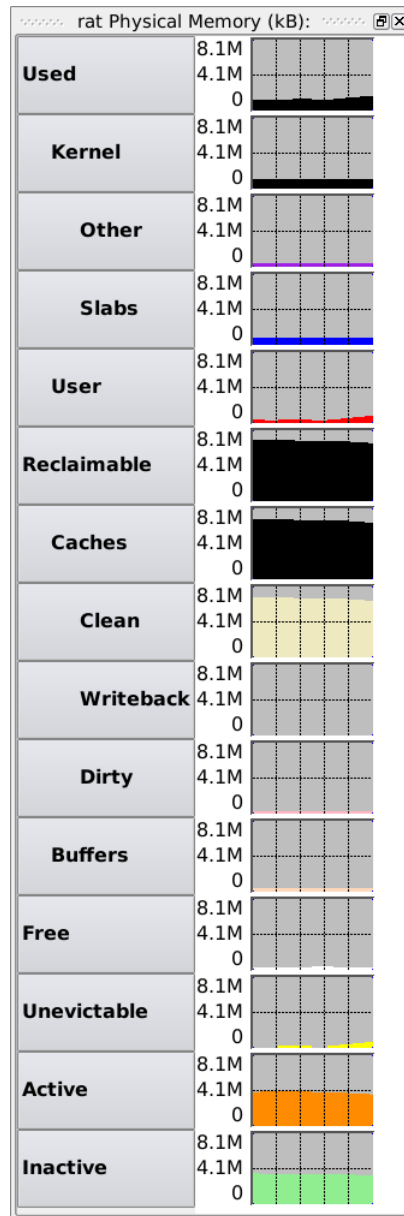 rat Physical Memory (kB):
Used
8.1M
4.1M
0
Kernel
8.1M
4.1M
0
Other
8.1M
4.1M
0
Slabs
8.1M
4.1M
0
User
8.1M
4.1M
0
Reclaimable
8.1M
4.1M
0
Caches
8.1M
4.1M
0
Clean
8.1M
4.1M
0
Writeback
8.1M
4.1M
0
Dirty
8.1M
4.1M
0
Buffers
8.1M
4.1M
0
Free
8.1M
4.1M
0
Unevictable
8.1M
4.1M
0
Active
8.1M
4.1M
0
Inactive
8.1M
4.1M
0